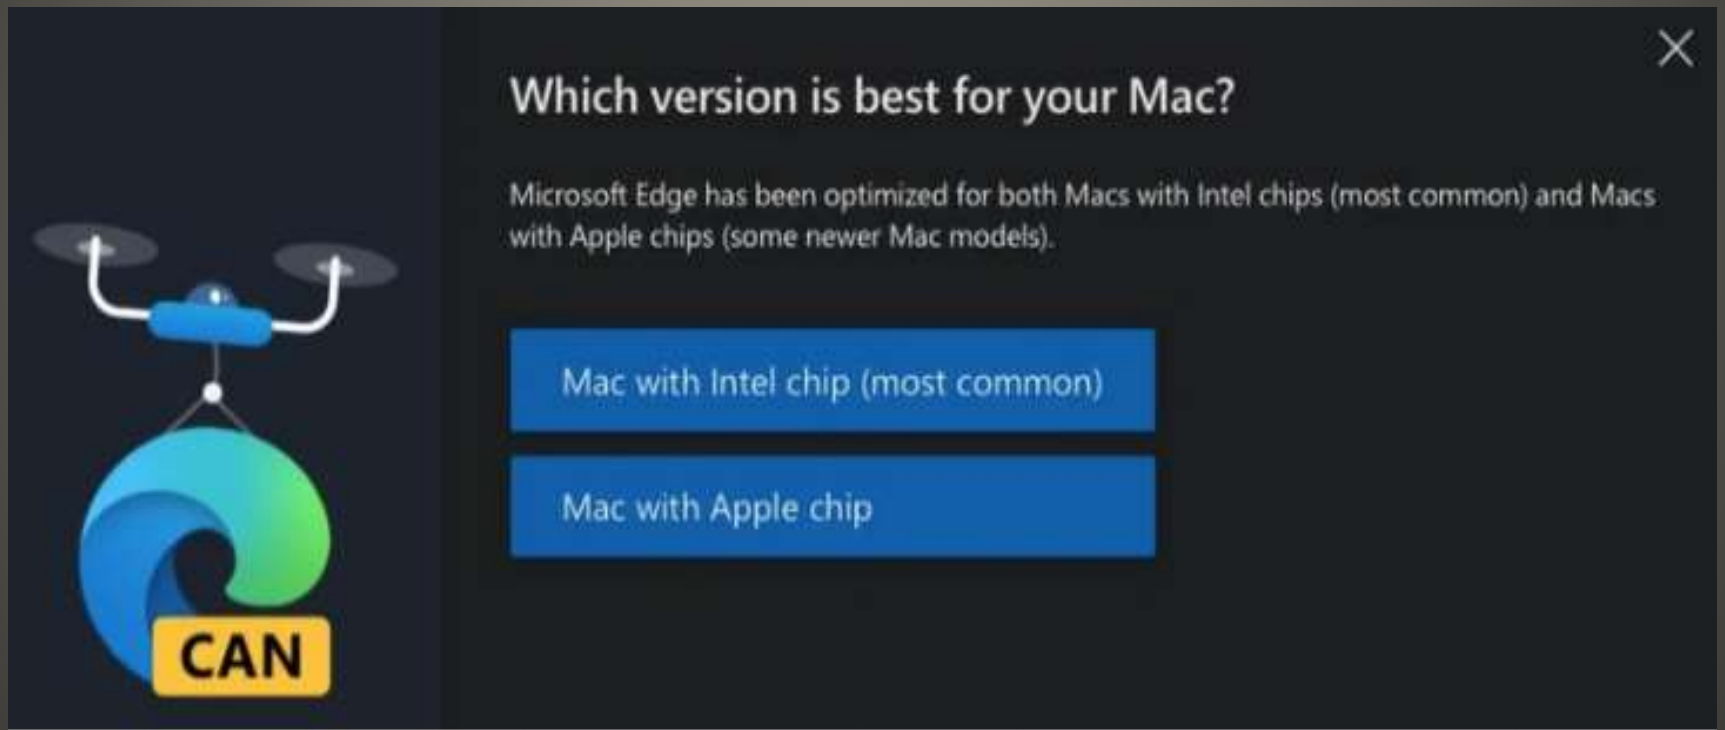 Which version is best for your Mac?
Microsoft Edge has been optimized for both Macs with Intel chips (most common) and Macs
with Apple chips (some newer Mac models).
Mac with Intel chip (most common)
Mac with Apple chip
CAN